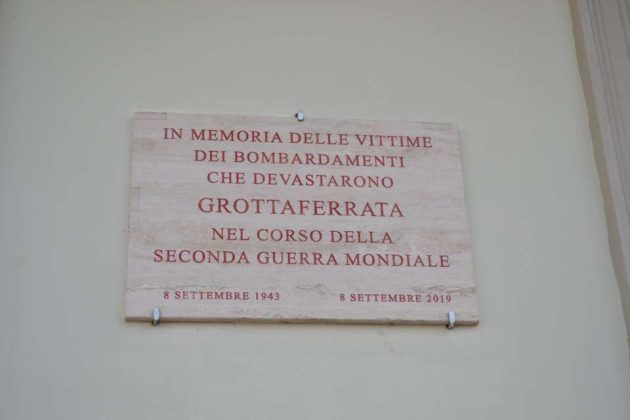 IN MEMORIA DELLE VITTIME
DEI BOMBARDAMENTI
CHE DEVASTARONO
GROTTAFERRATA
NEL CORSO DELLA
SECONDA GUERRA MONDIALE
8 SETTEMBRE 1943 8 SETTEMBRE 2019